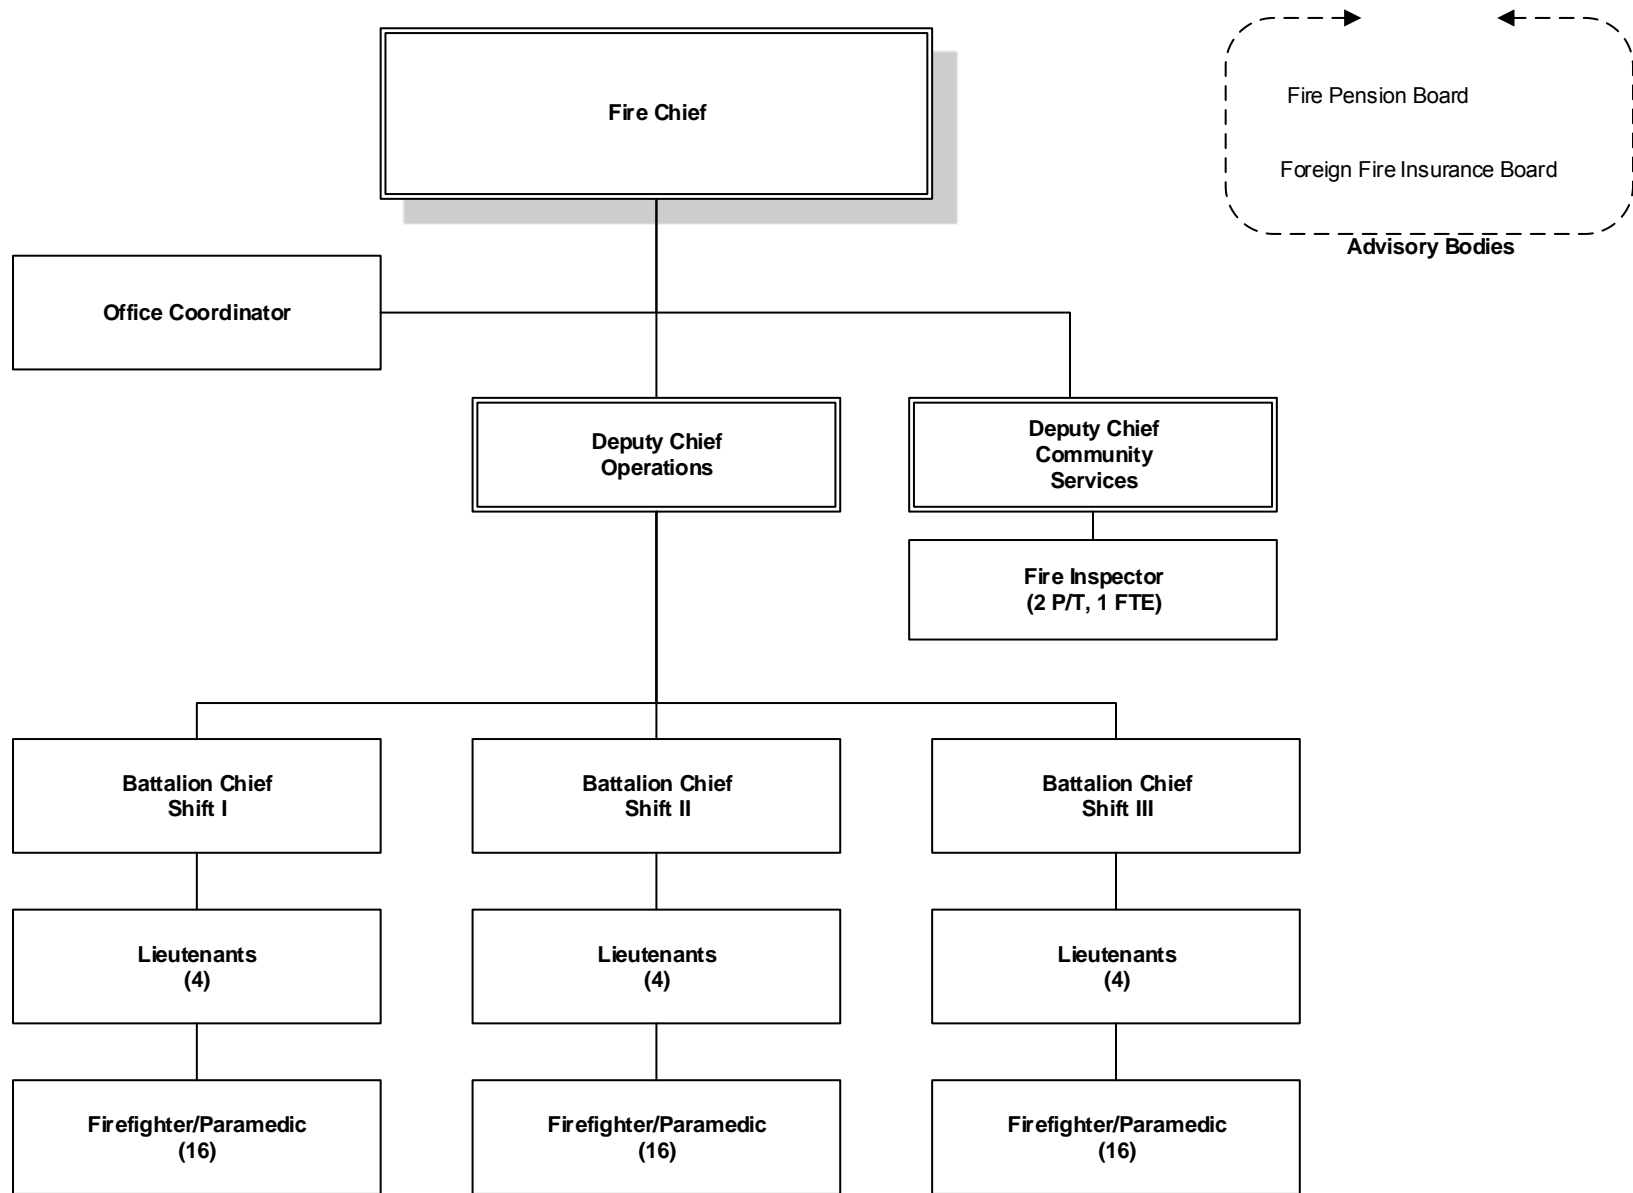 Fire Chief
Fire Pension Board
Foreign Fire Insurance Board
Advisory Bodies
Office Coordinator
Deputy Chief
Operations
Deputy Chief
Community
Services
Fire Inspector
(2 P/T, 1 FTE)
Battalion Chief
Shift I
Battalion Chief
Shift II
Battalion Chief
Shift III
Lieutenants
(4)
Lieutenants
(4)
Lieutenants
(4)
Firefighter/Paramedic
(16)
Firefighter/Paramedic
(16)
Firefighter/Paramedic
(16)